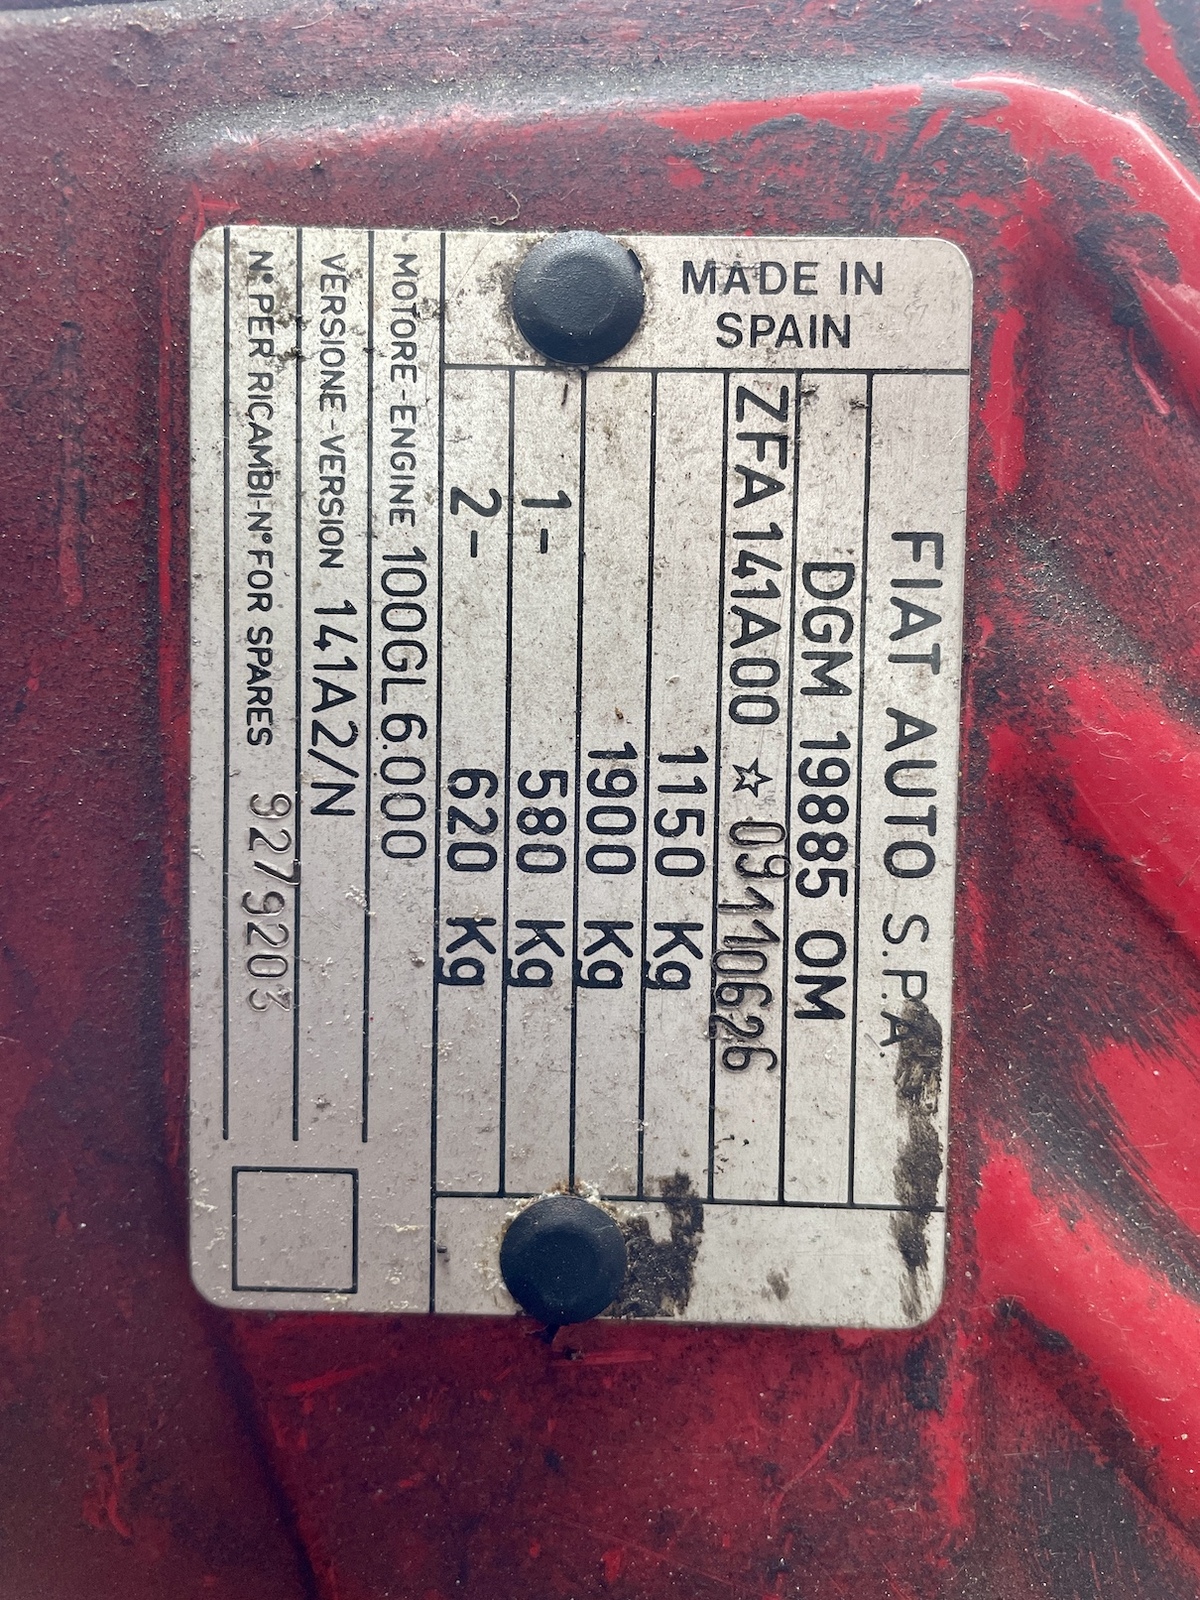 MADE IN
SPAIN
FIAT AUTO S.P.A.
DGM 19885 OM
ZFA141A00 ☆ 09110626
1150 Kg
1900 Kg
1- 580 Kg
2- 620 Kg
MOTORE-ENGINE 100GL6.000
VERSIONE-VERSION 141A2/N
N° PER RICAMBI-N° FOR SPARES 9279203